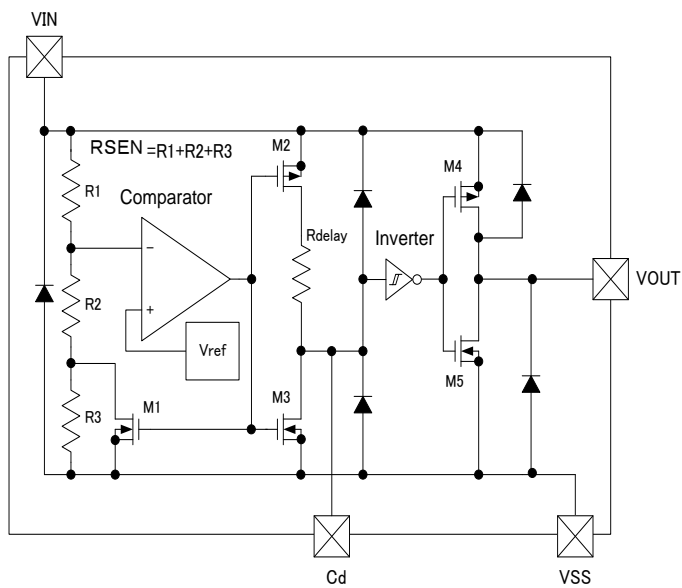 VIN
RSEN =R1+R2+R3
M2
M4
R1
Comparator
Rdelay
Inverter
−
VOUT
R2
+
Vref
M5
R3
M1
M3
Cd
VSS